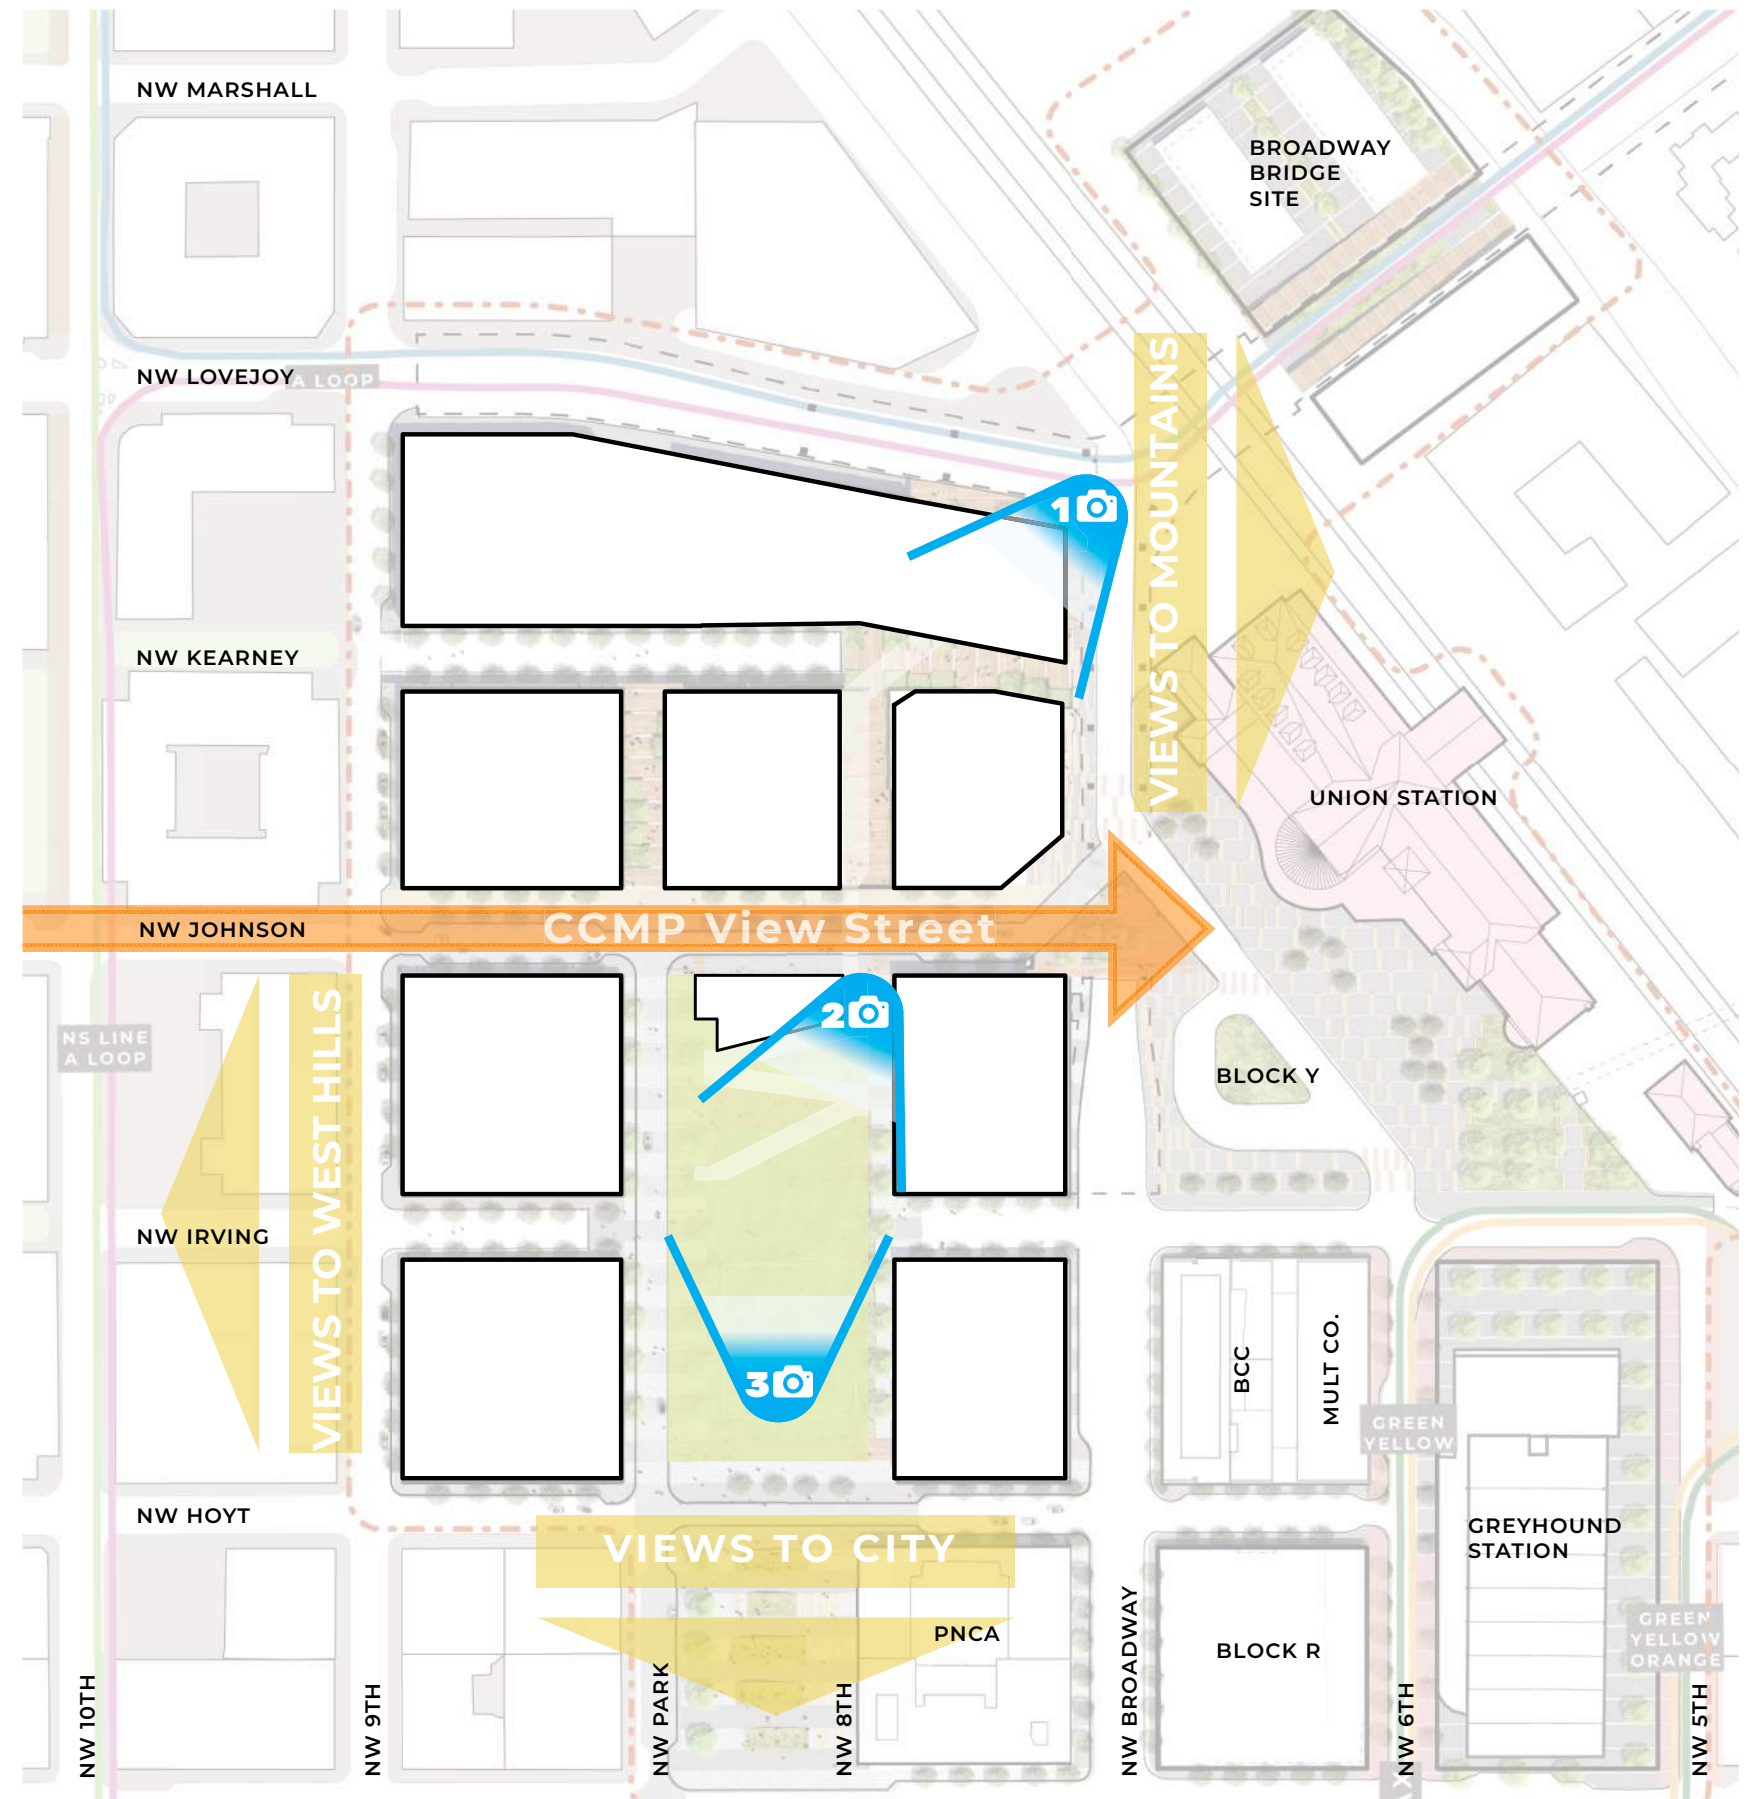 NW MARSHALL
BROADWAY
BRIDGE
SITE
NW LOVEJOY
A LOOP
VIEWS TO MOUNTAINS
1
NW KEARNEY
UNION STATION
NW JOHNSON
CCMP View Street
2
NS LINE
A LOOP
VIEWS TO WEST HILLS
BLOCK Y
NW IRVING
3
BCC
MULT CO.
GREEN
YELLOW
NW HOYT
VIEWS TO CITY
GREYHOUND
STATION
PNCA
BLOCK R
GREEN
YELLOW
ORANGE
NW 10TH
NW 9TH
NW PARK
NW 8TH
NW BROADWAY
NW 6TH
NW 5TH